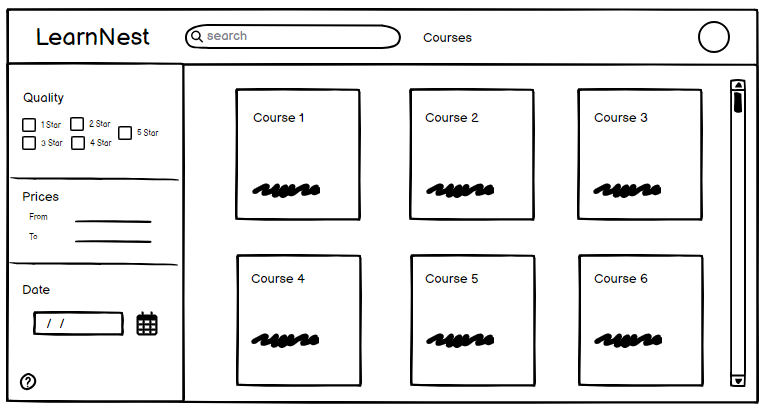 LearnNest
search
Courses
Quality
1 Star
2 Star
5 Star
3 Star
4 Star
Prices
From
To
Date
/ /
?
Course 1
Course 2
Course 3
Course 4
Course 5
Course 6